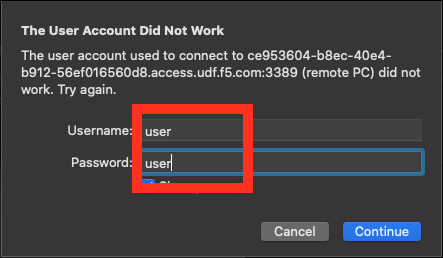 The User Account Did Not Work
The user account used to connect to ce953604-b8ec-40e4-
b912-56ef016560d8.access.udf.f5.com:3389 (remote PC) did not
work. Try again.
Username: user
Password: user
Cancel Continue